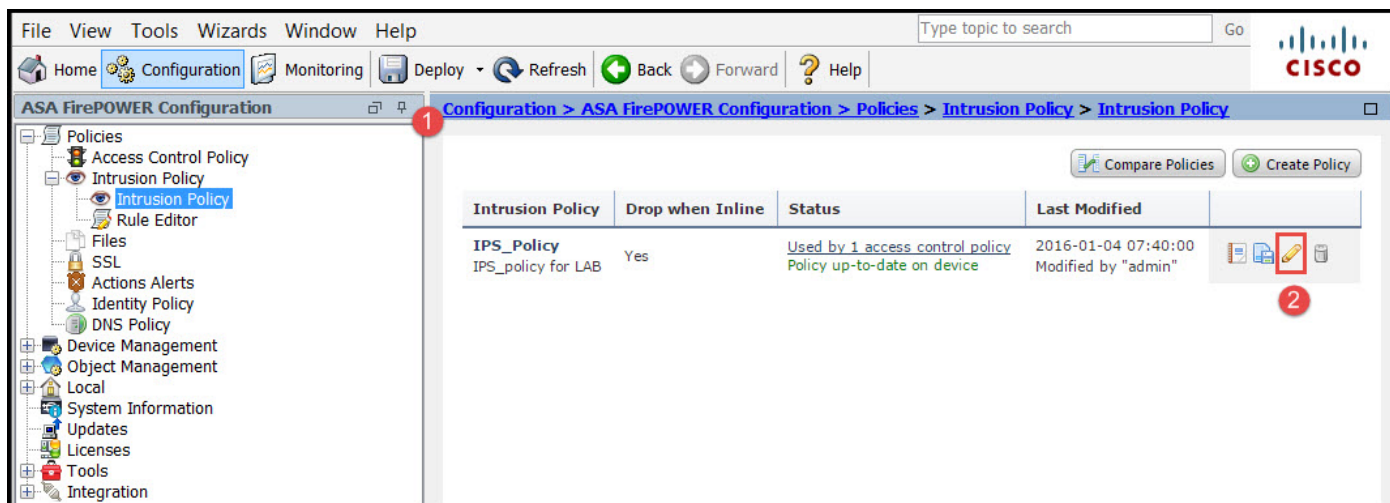 File View Tools Wizards Window Help
Type topic to search
Go
CISCO
Home Configuration Monitoring Deploy Refresh Back Forward Help
ASA FirePOWER Configuration
1
Configuration > ASA FirePOWER Configuration > Policies > Intrusion Policy > Intrusion Policy
Policies
Access Control Policy
Intrusion Policy
Intrusion Policy
Rule Editor
Files
SSL
Actions Alerts
Identity Policy
DNS Policy
Device Management
Object Management
Local
System Information
Updates
Licenses
Tools
Integration
Compare Policies
Create Policy
Intrusion Policy Drop when Inline Status Last Modified
IPS_Policy
IPS_policy for LAB
Yes
Used by 1 access control policy
Policy up-to-date on device
2016-01-04 07:40:00
Modified by "admin"
2